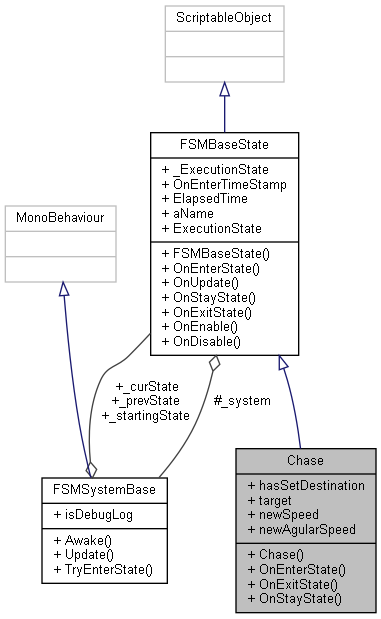 ScriptableObject
FSMBaseState
+ _ExecutionState
+ OnEnterTimeStamp
+ ElapsedTime
+ aName
+ ExecutionState
+ FSMBaseState()
+ OnEnterState()
+ OnUpdate()
+ OnStayState()
+ OnExitState()
+ OnEnable()
+ OnDisable()
MonoBehaviour
+_curState
+_prevState
+_startingState
#_system
FSMSystemBase
+ isDebugLog
+ Awake()
+ Update()
+ TryEnterState()
Chase
+ hasSetDestination
+ target
+ newSpeed
+ newAgularSpeed
+ Chase()
+ OnEnterState()
+ OnExitState()
+ OnStayState()